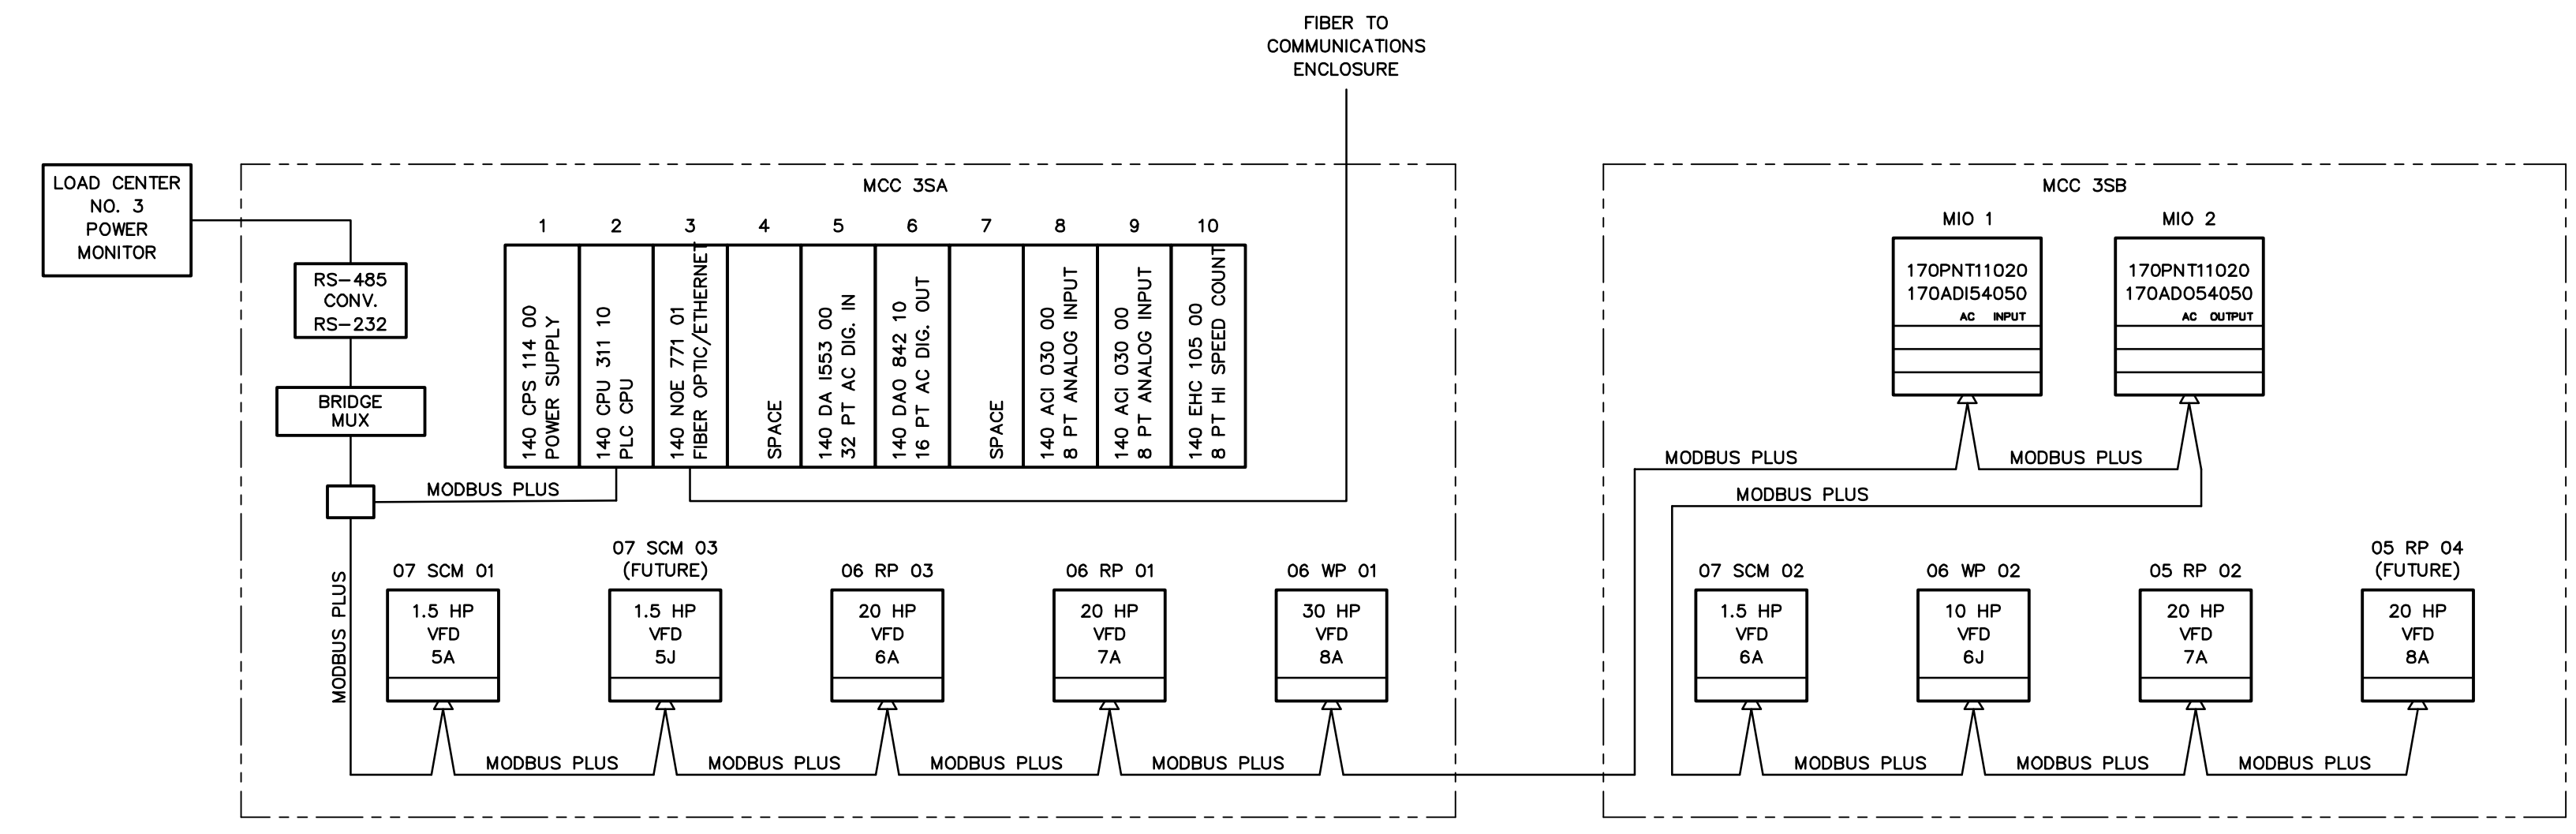 FIBER TO
COMMUNICATIONS
ENCLOSURE
LOAD CENTER
NO. 3
POWER
MONITOR
RS-485
CONV.
RS-232
BRIDGE
MUX
MCC 3SA
1 2 3 4 5 6 7 8 9 10
140 CPS 114 00
POWER SUPPLY
140 CPU 311 10
PLC CPU
140 NOE 771 01
FIBER OPTIC/ETHERNET
SPACE
140 DA I553 00
32 PT AC DIG. IN
140 DAO 842 10
16 PT AC DIG. OUT
SPACE
140 ACI 030 00
8 PT ANALOG INPUT
140 ACI 030 00
8 PT ANALOG INPUT
140 EHC 105 00
8 PT HI SPEED COUNT
MODBUS PLUS
MODBUS PLUS
07 SCM 01
1.5 HP
VFD
5A
07 SCM 03
(FUTURE)
1.5 HP
VFD
5J
06 RP 03
20 HP
VFD
6A
06 RP 01
20 HP
VFD
7A
06 WP 01
30 HP
VFD
8A
MODBUS PLUS
MODBUS PLUS
MODBUS PLUS
MODBUS PLUS
MCC 3SB
MIO 1
170PNT11020
170ADI54050
AC INPUT
MIO 2
170PNT11020
170ADO54050
AC OUTPUT
MODBUS PLUS
MODBUS PLUS
MODBUS PLUS
07 SCM 02
1.5 HP
VFD
6A
06 WP 02
10 HP
VFD
6J
05 RP 02
20 HP
VFD
7A
05 RP 04
(FUTURE)
20 HP
VFD
8A
MODBUS PLUS
MODBUS PLUS
MODBUS PLUS